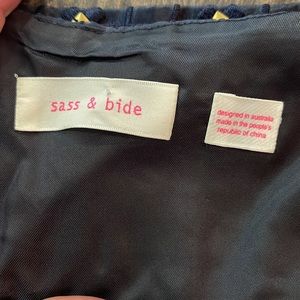 sass & bide
designed in australia
made in the people's
republic of china